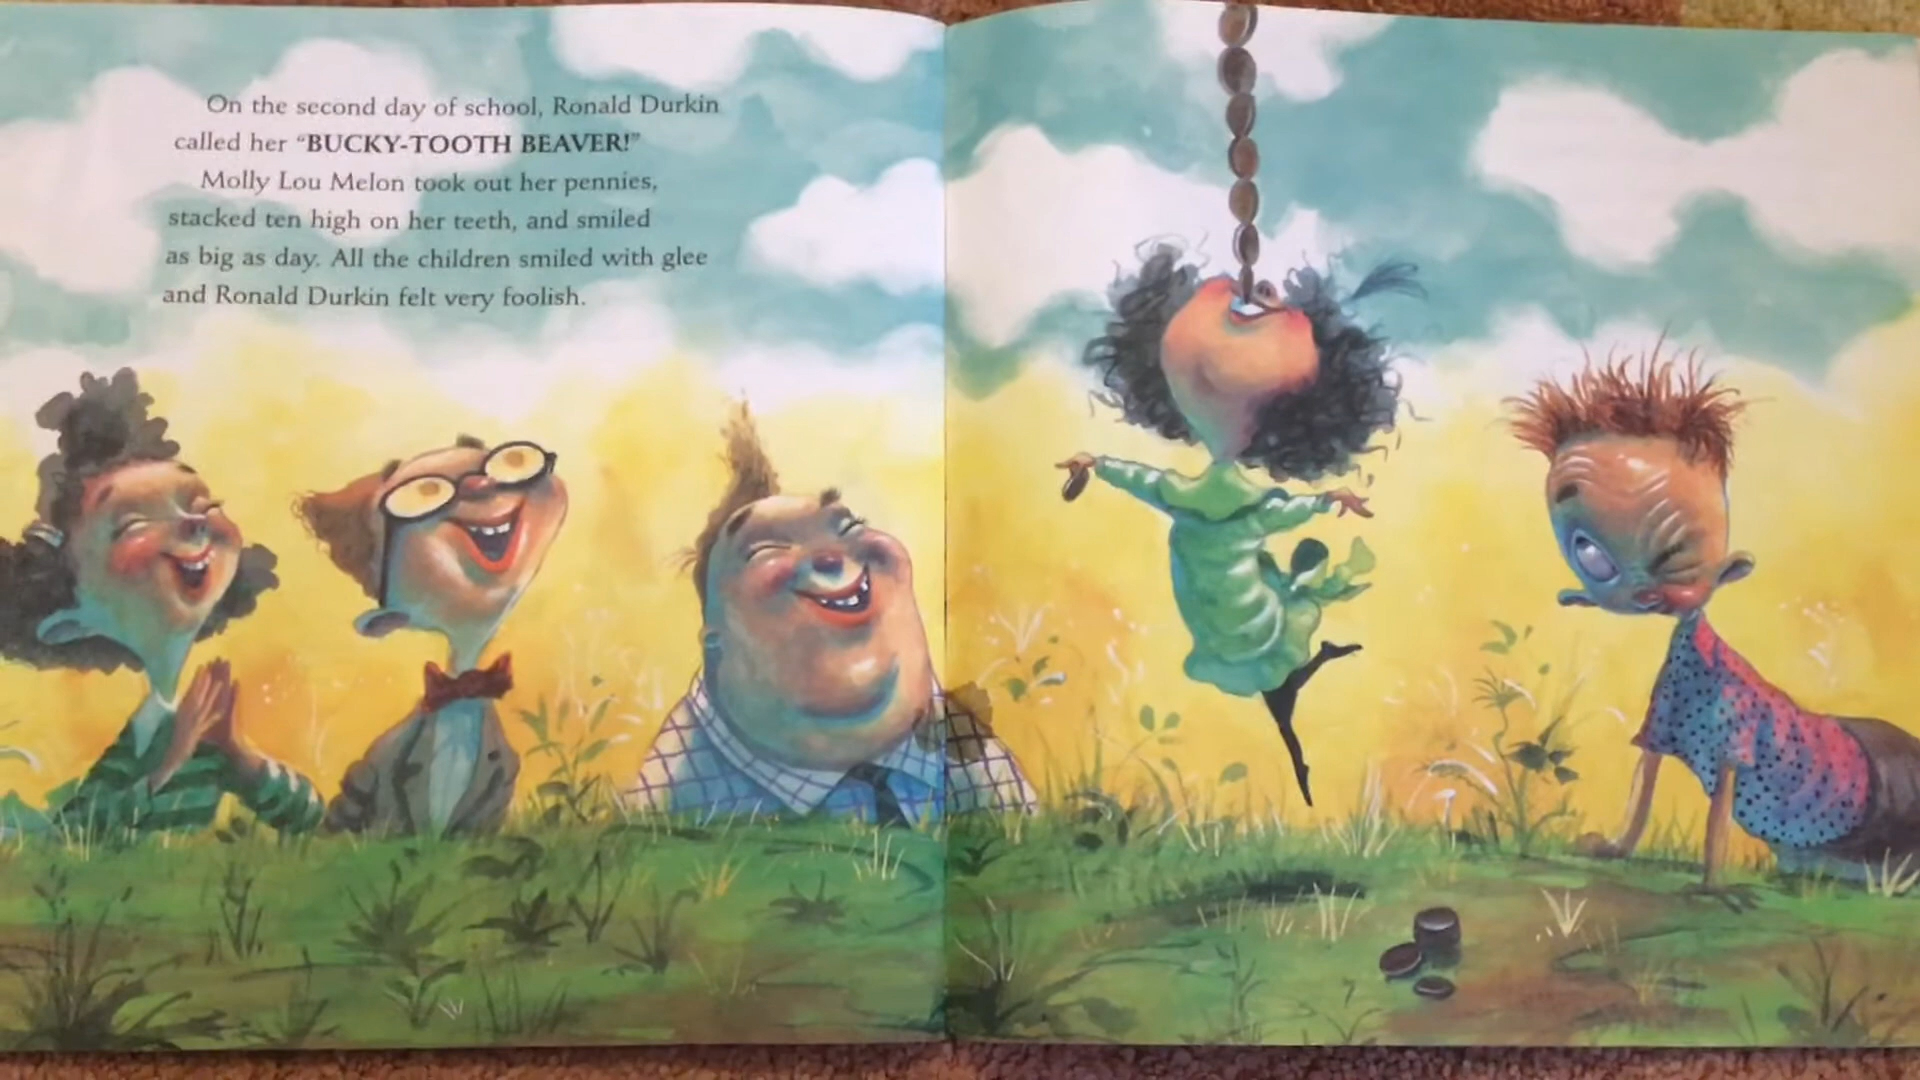 On the second day of school, Ronald Durkin
called her “BUCKY-TOOTH BEAVER!”
Molly Lou Melon took out her pennies,
stacked ten high on her teeth, and smiled
as big as day. All the children smiled with glee
and Ronald Durkin felt very foolish.